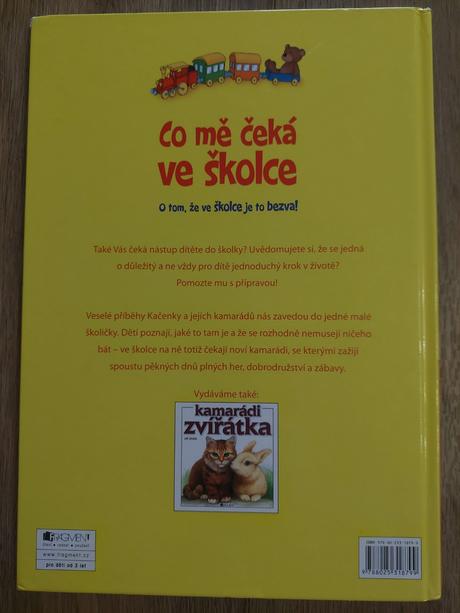 Co mě čeká
ve školce
O tom, že ve školce je to bezva!
Také Vás čeká nástup dítěte do školky? Uvědomujete si, že se jedná
o důležitý a ne vždy pro dítě jednoduchý krok v životě?
Pomozte mu s přípravou!
Veselé příběhy Kačenky a jejích kamarádů nás zavedou do jedné malé
školičky. Děti poznají, jaké to tam je a že se rozhodně nemusejí ničeho
bát – ve školce na ně totiž čekají noví kamarádi, se kterými zažijí
spoustu pěkných dnů plných her, dobrodružství a zábavy.
Vydáváme také:
kamarádi
zvířátka
FRAGMENT
www.fragment.cz
pro děti od 3 let
9 788025 318799